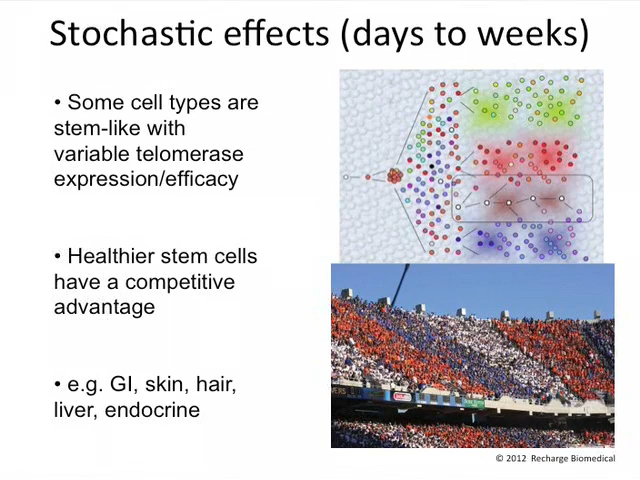 Stochastic effects (days to weeks)
• Some cell types are
stem-like with
variable telomerase
expression/efficacy
• Healthier stem cells
have a competitive
advantage
• e.g. GI, skin, hair,
liver, endocrine
© 2012 Recharge Biomedical